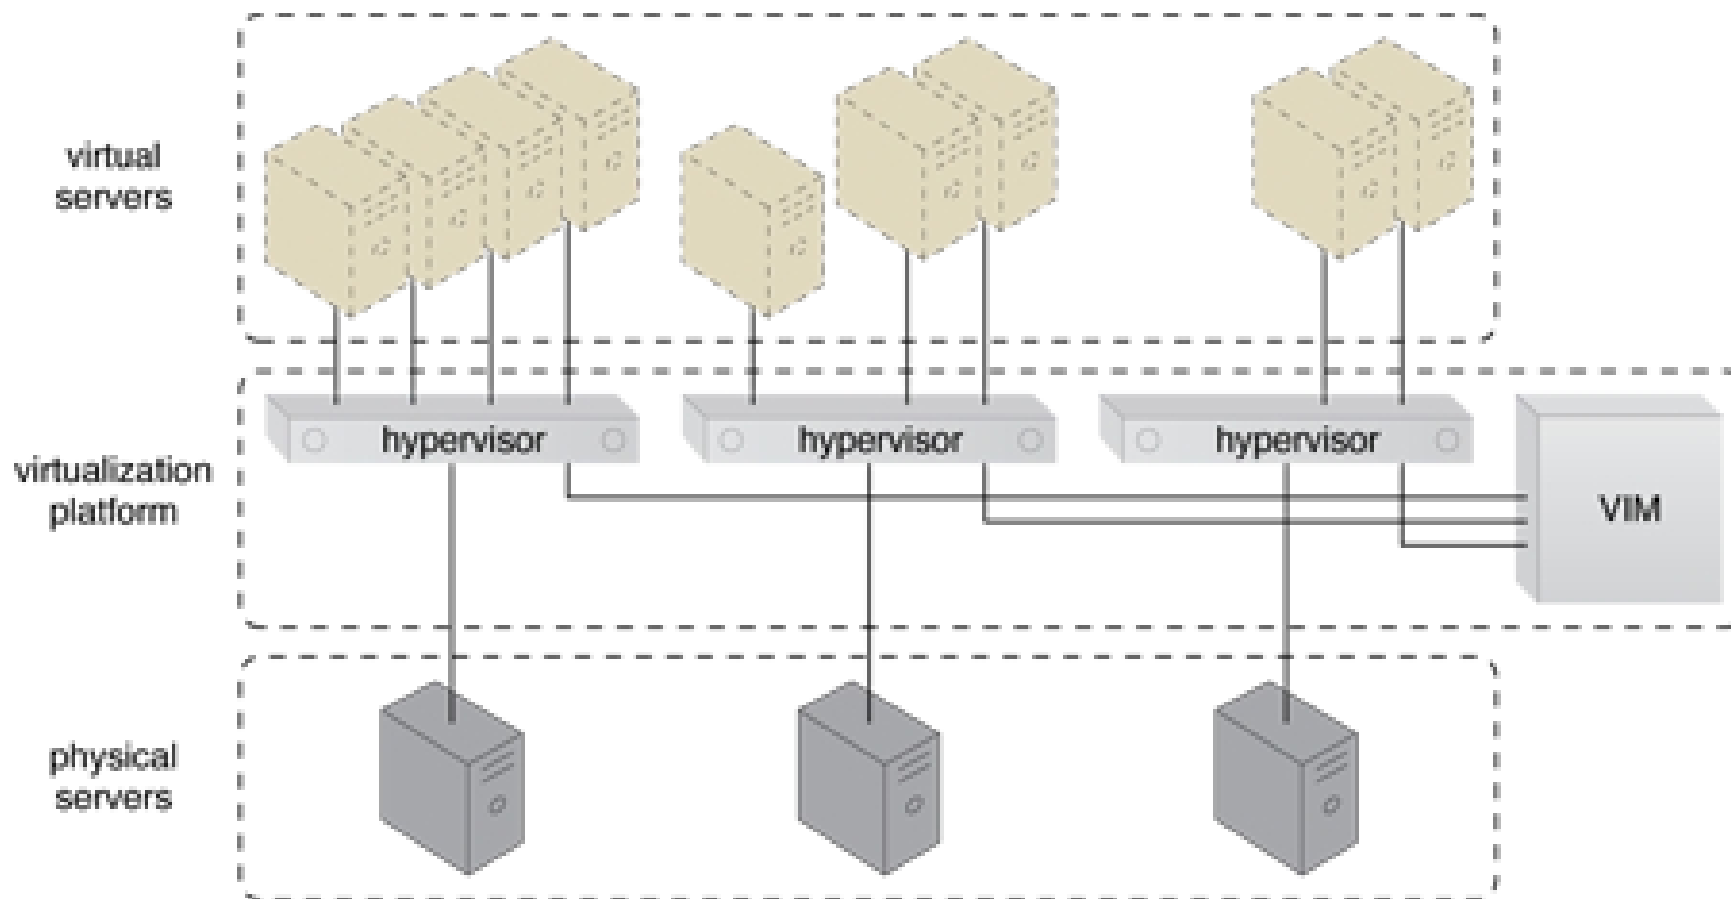 virtual
servers
hypervisor
hypervisor
hypervisor
virtualization
platform
VIM
physical
servers